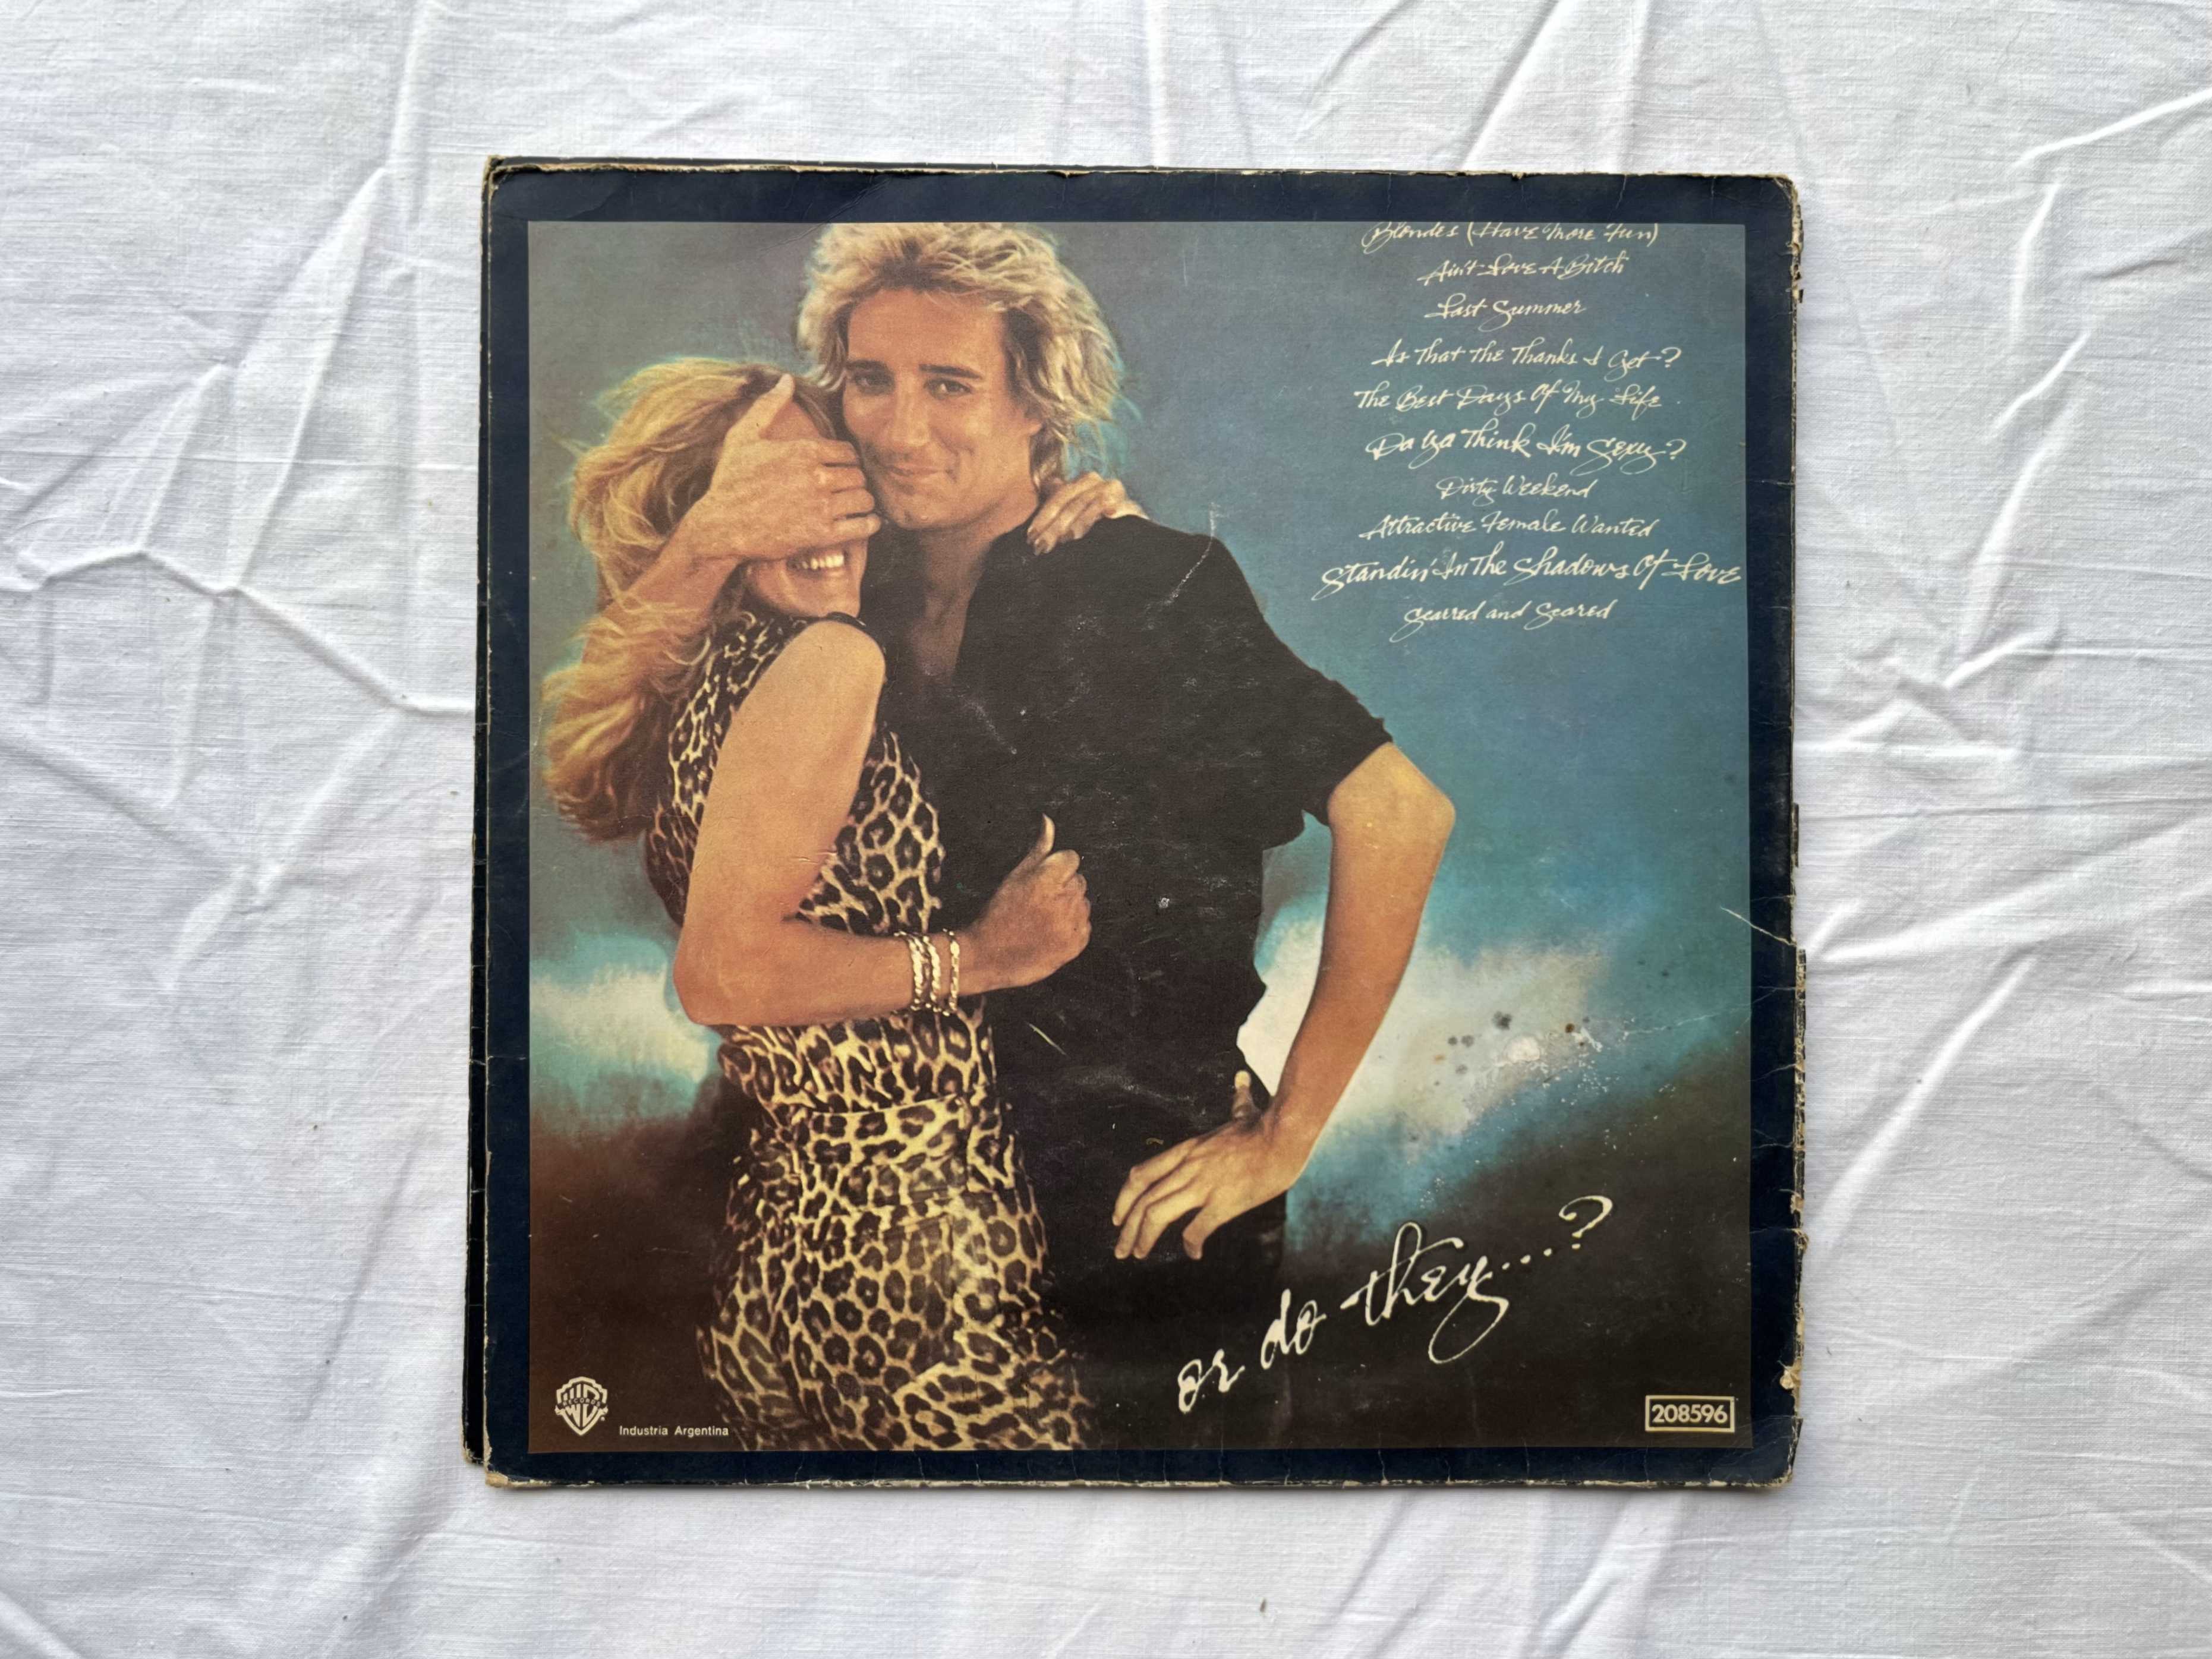 Blondes (Have More Fun)
Ain't Love A Bitch
Last Summer
Is That The Thanks I Get?
The Best Days Of My Life
Da Ya Think I'm Sexy?
Dirty Weekend
Attractive Female Wanted
Standin' In The Shadows Of Love
Scarred and Scared
or do they...?
WB
RECORDS
Industria Argentina
208596